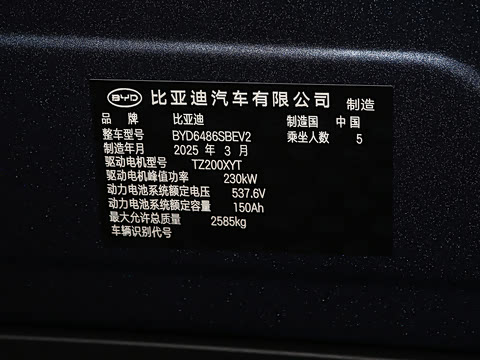 BYD 比亚迪汽车有限公司 制造
品 牌 比亚迪 制造国 中 国
整车型号 BYD6486SBEV2 乘坐人数 5
制造年月 2025 年 3 月
驱动电机型号 TZ200XYT
驱动电机峰值功率 230kW
动力电池系统额定电压 537.6V
动力电池系统额定容量 150Ah
最大允许总质量 2585kg
车辆识别代号